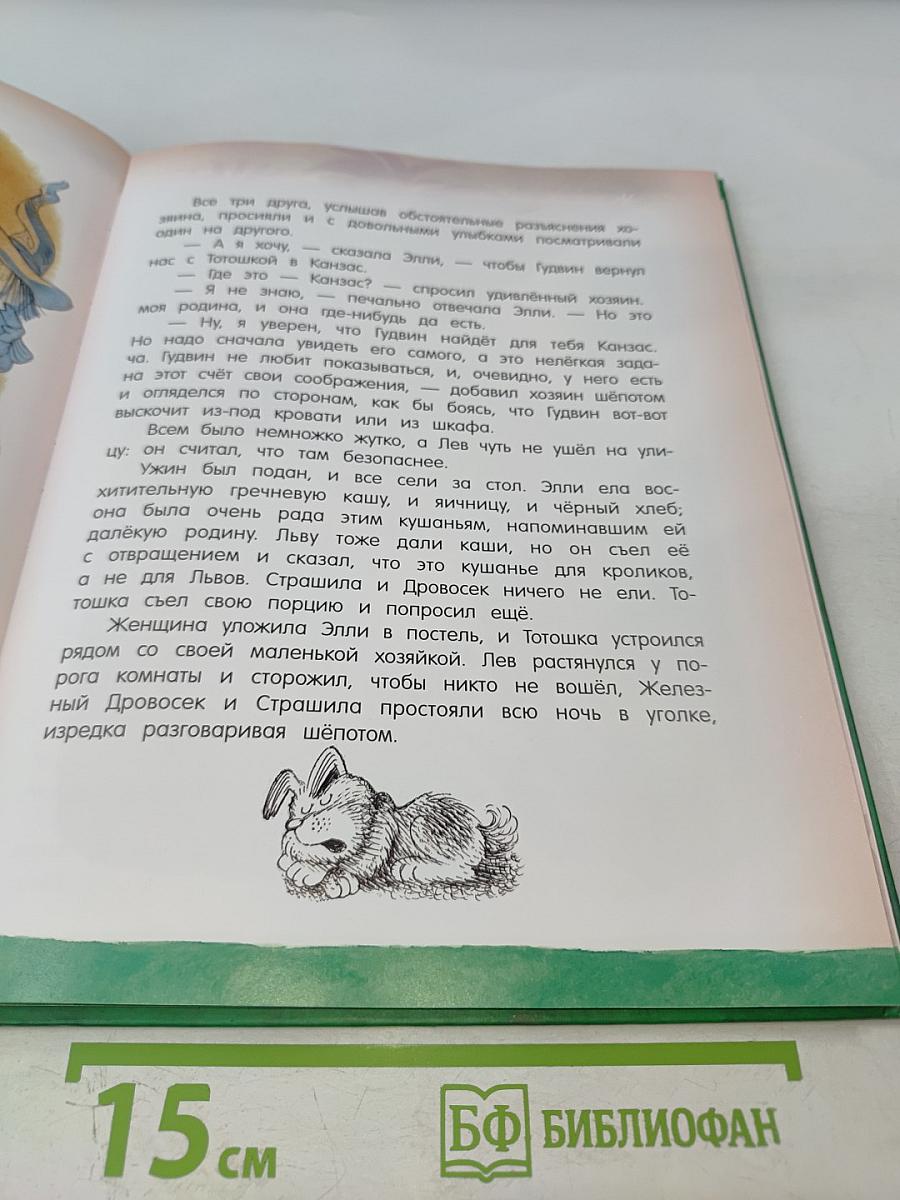 Все три друга, услышав обстоятельные разъяснения хо-
зяина, просияли и с довольными улыбками посматривали
один на другого.
— А я хочу, — сказала Элли, — чтобы Гудвин вернул
нас с Тотошкой в Канзас.
— Где это — Канзас? — спросил удивлённый хозяин.
— Я не знаю, — печально отвечала Элли. — Но это
моя родина, и она где-нибудь да есть.
— Ну, я уверен, что Гудвин найдёт для тебя Канзас.
Но надо сначала увидеть его самого, а это нелёгкая зада-
ча. Гудвин не любит показываться, и, очевидно, у него есть
на этот счёт свои соображения, — добавил хозяин шёпотом
и огляделся по сторонам, как бы боясь, что Гудвин вот-вот
выскочит из-под кровати или из шкафа.
Всем было немножко жутко, а Лев чуть не ушёл на ули-
цу: он считал, что там безопаснее.
Ужин был подан, и все сели за стол. Элли ела вос-
хитительную гречневую кашу, и яичницу, и чёрный хлеб;
она была очень рада этим кушаньям, напоминавшим ей
далёкую родину. Льву тоже дали каши, но он съел её
с отвращением и сказал, что это кушанье для кроликов,
а не для Львов. Страшила и Дровосек ничего не ели. То-
тошка съел свою порцию и попросил ещё.
Женщина уложила Элли в постель, и Тотошка устроился
рядом со своей маленькой хозяйкой. Лев растянулся у по-
рога комнаты и сторожил, чтобы никто не вошёл, Желез-
ный Дровосек и Страшила простояли всю ночь в уголке,
изредка разговаривая шёпотом.
15 см
БФ БИБЛИОФАН